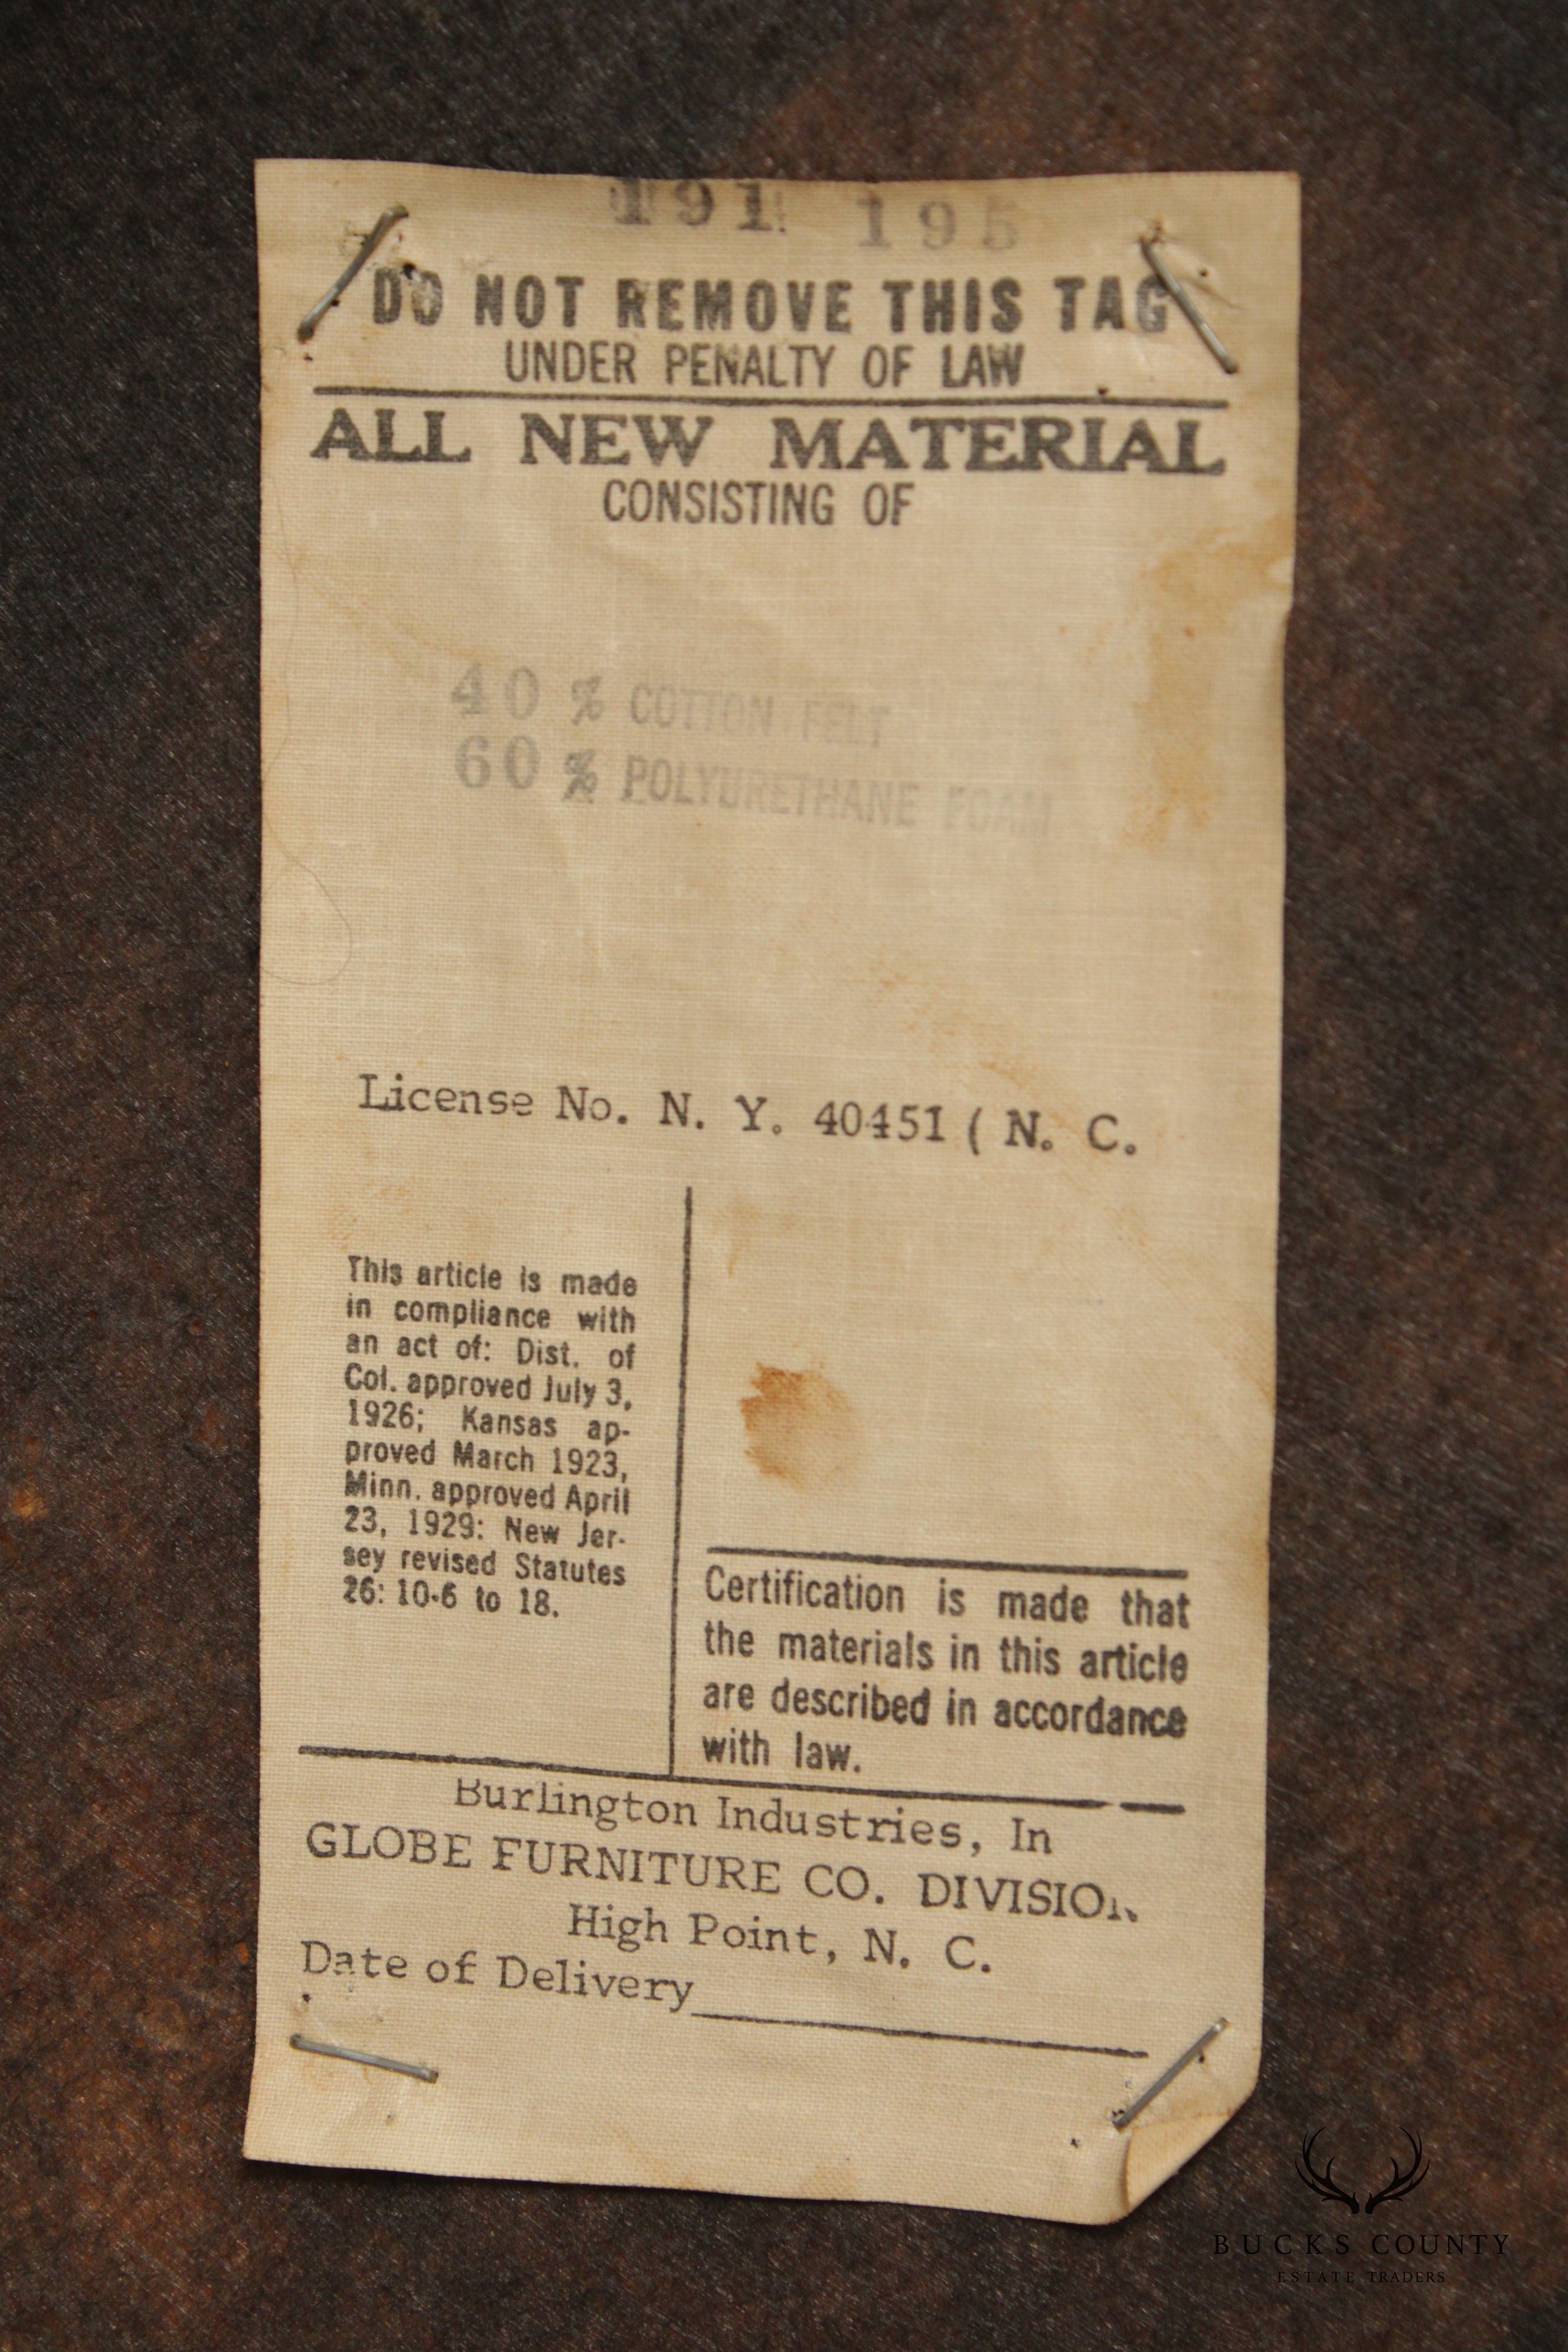 191 195
DO NOT REMOVE THIS TAG
UNDER PENALTY OF LAW
ALL NEW MATERIAL
CONSISTING OF
40 % COTTON FELT
60 % POLYURETHANE FOAM
License No. N. Y. 40451 ( N. C.
This article is made
in compliance with
an act of: Dist. of
Col. approved July 3,
1926; Kansas ap-
proved March 1923,
Minn. approved April
23, 1929: New Jer-
sey revised Statutes
26: 10-6 to 18.
Certification is made that
the materials in this article
are described in accordance
with law.
Burlington Industries, In
GLOBE FURNITURE CO. DIVISION
High Point, N. C.
Date of Delivery
BUCKS COUNTY
ESTATE TRADERS